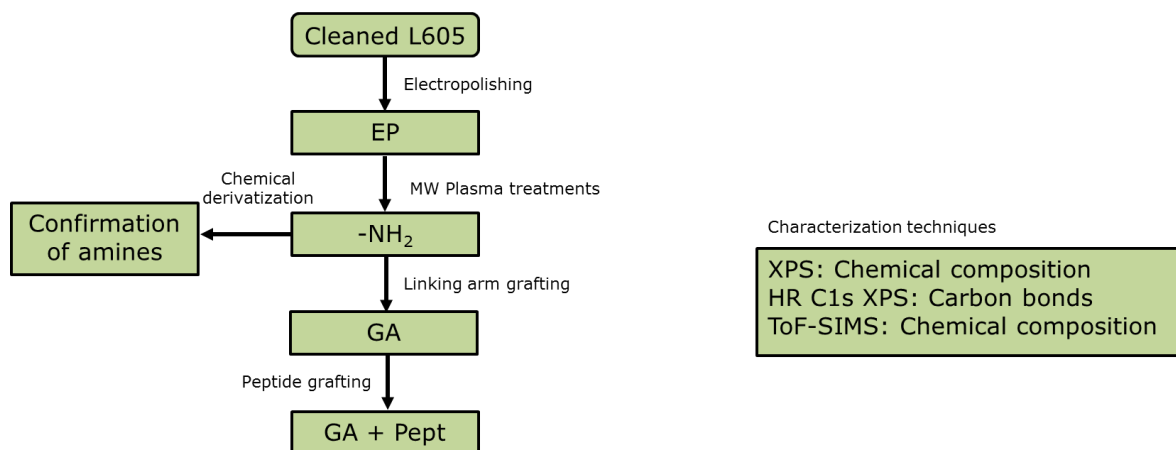 Cleaned L605
Electropolishing
EP
MW Plasma treatments
Chemical
derivatization
Confirmation
of amines
-NH₂
Linking arm grafting
GA
Peptide grafting
GA + Pept
Characterization techniques
XPS: Chemical composition
HR C1s XPS: Carbon bonds
ToF-SIMS: Chemical composition